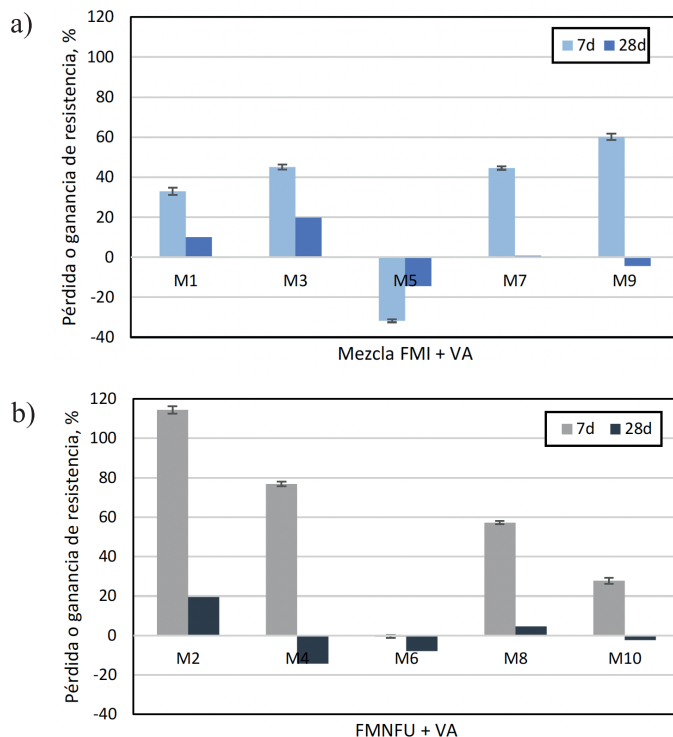 a)
Pérdida o ganancia de resistencia, %
120
100
80
60
40
20
0
-20
-40
7d 28d
M1 M3 M5 M7 M9
Mezcla FMI + VA
b)
Pérdida o ganancia de resistencia, %
120
100
80
60
40
20
0
-20
-40
7d 28d
M2 M4 M6 M8 M10
FMNFU + VA